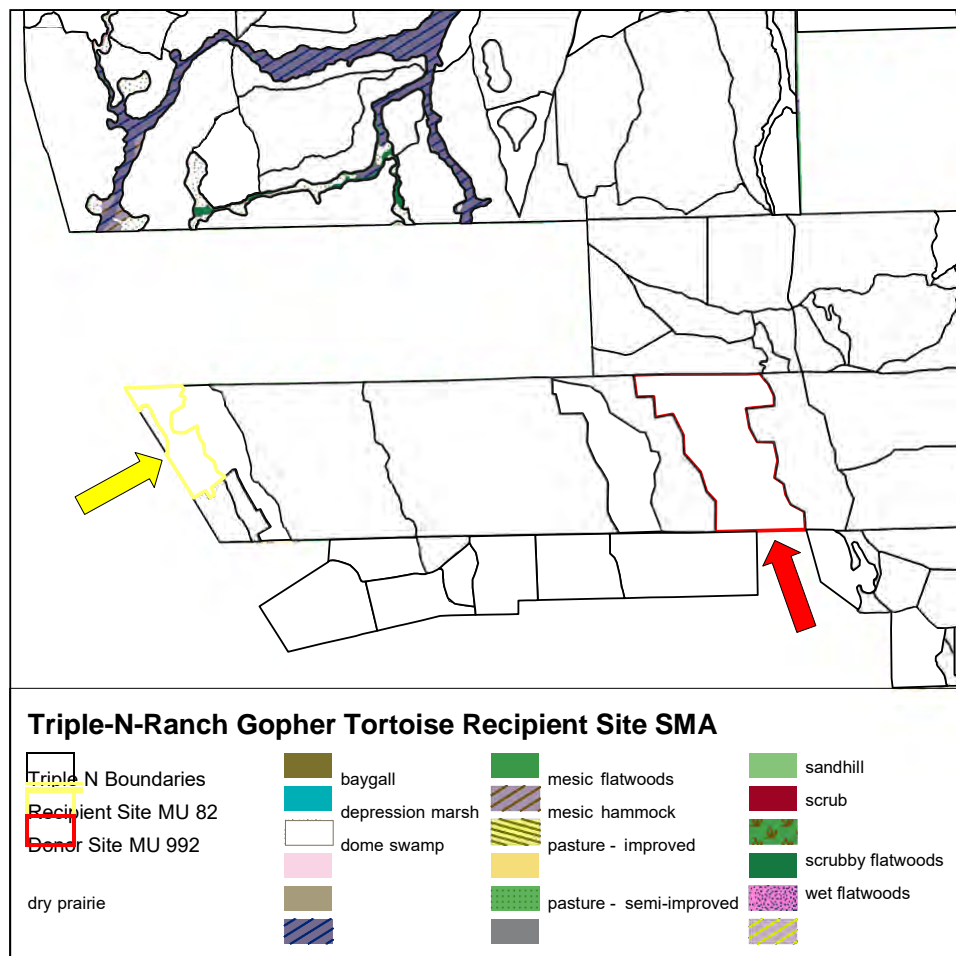 Triple-N-Ranch Gopher Tortoise Recipient Site SMA
Triple N Boundaries
Recipient Site MU 82
Donor Site MU 992
dry prairie
baygall
depression marsh
dome swamp
mesic flatwoods
mesic hammock
pasture - improved
pasture - semi-improved
sandhill
scrub
scrubby flatwoods
wet flatwoods